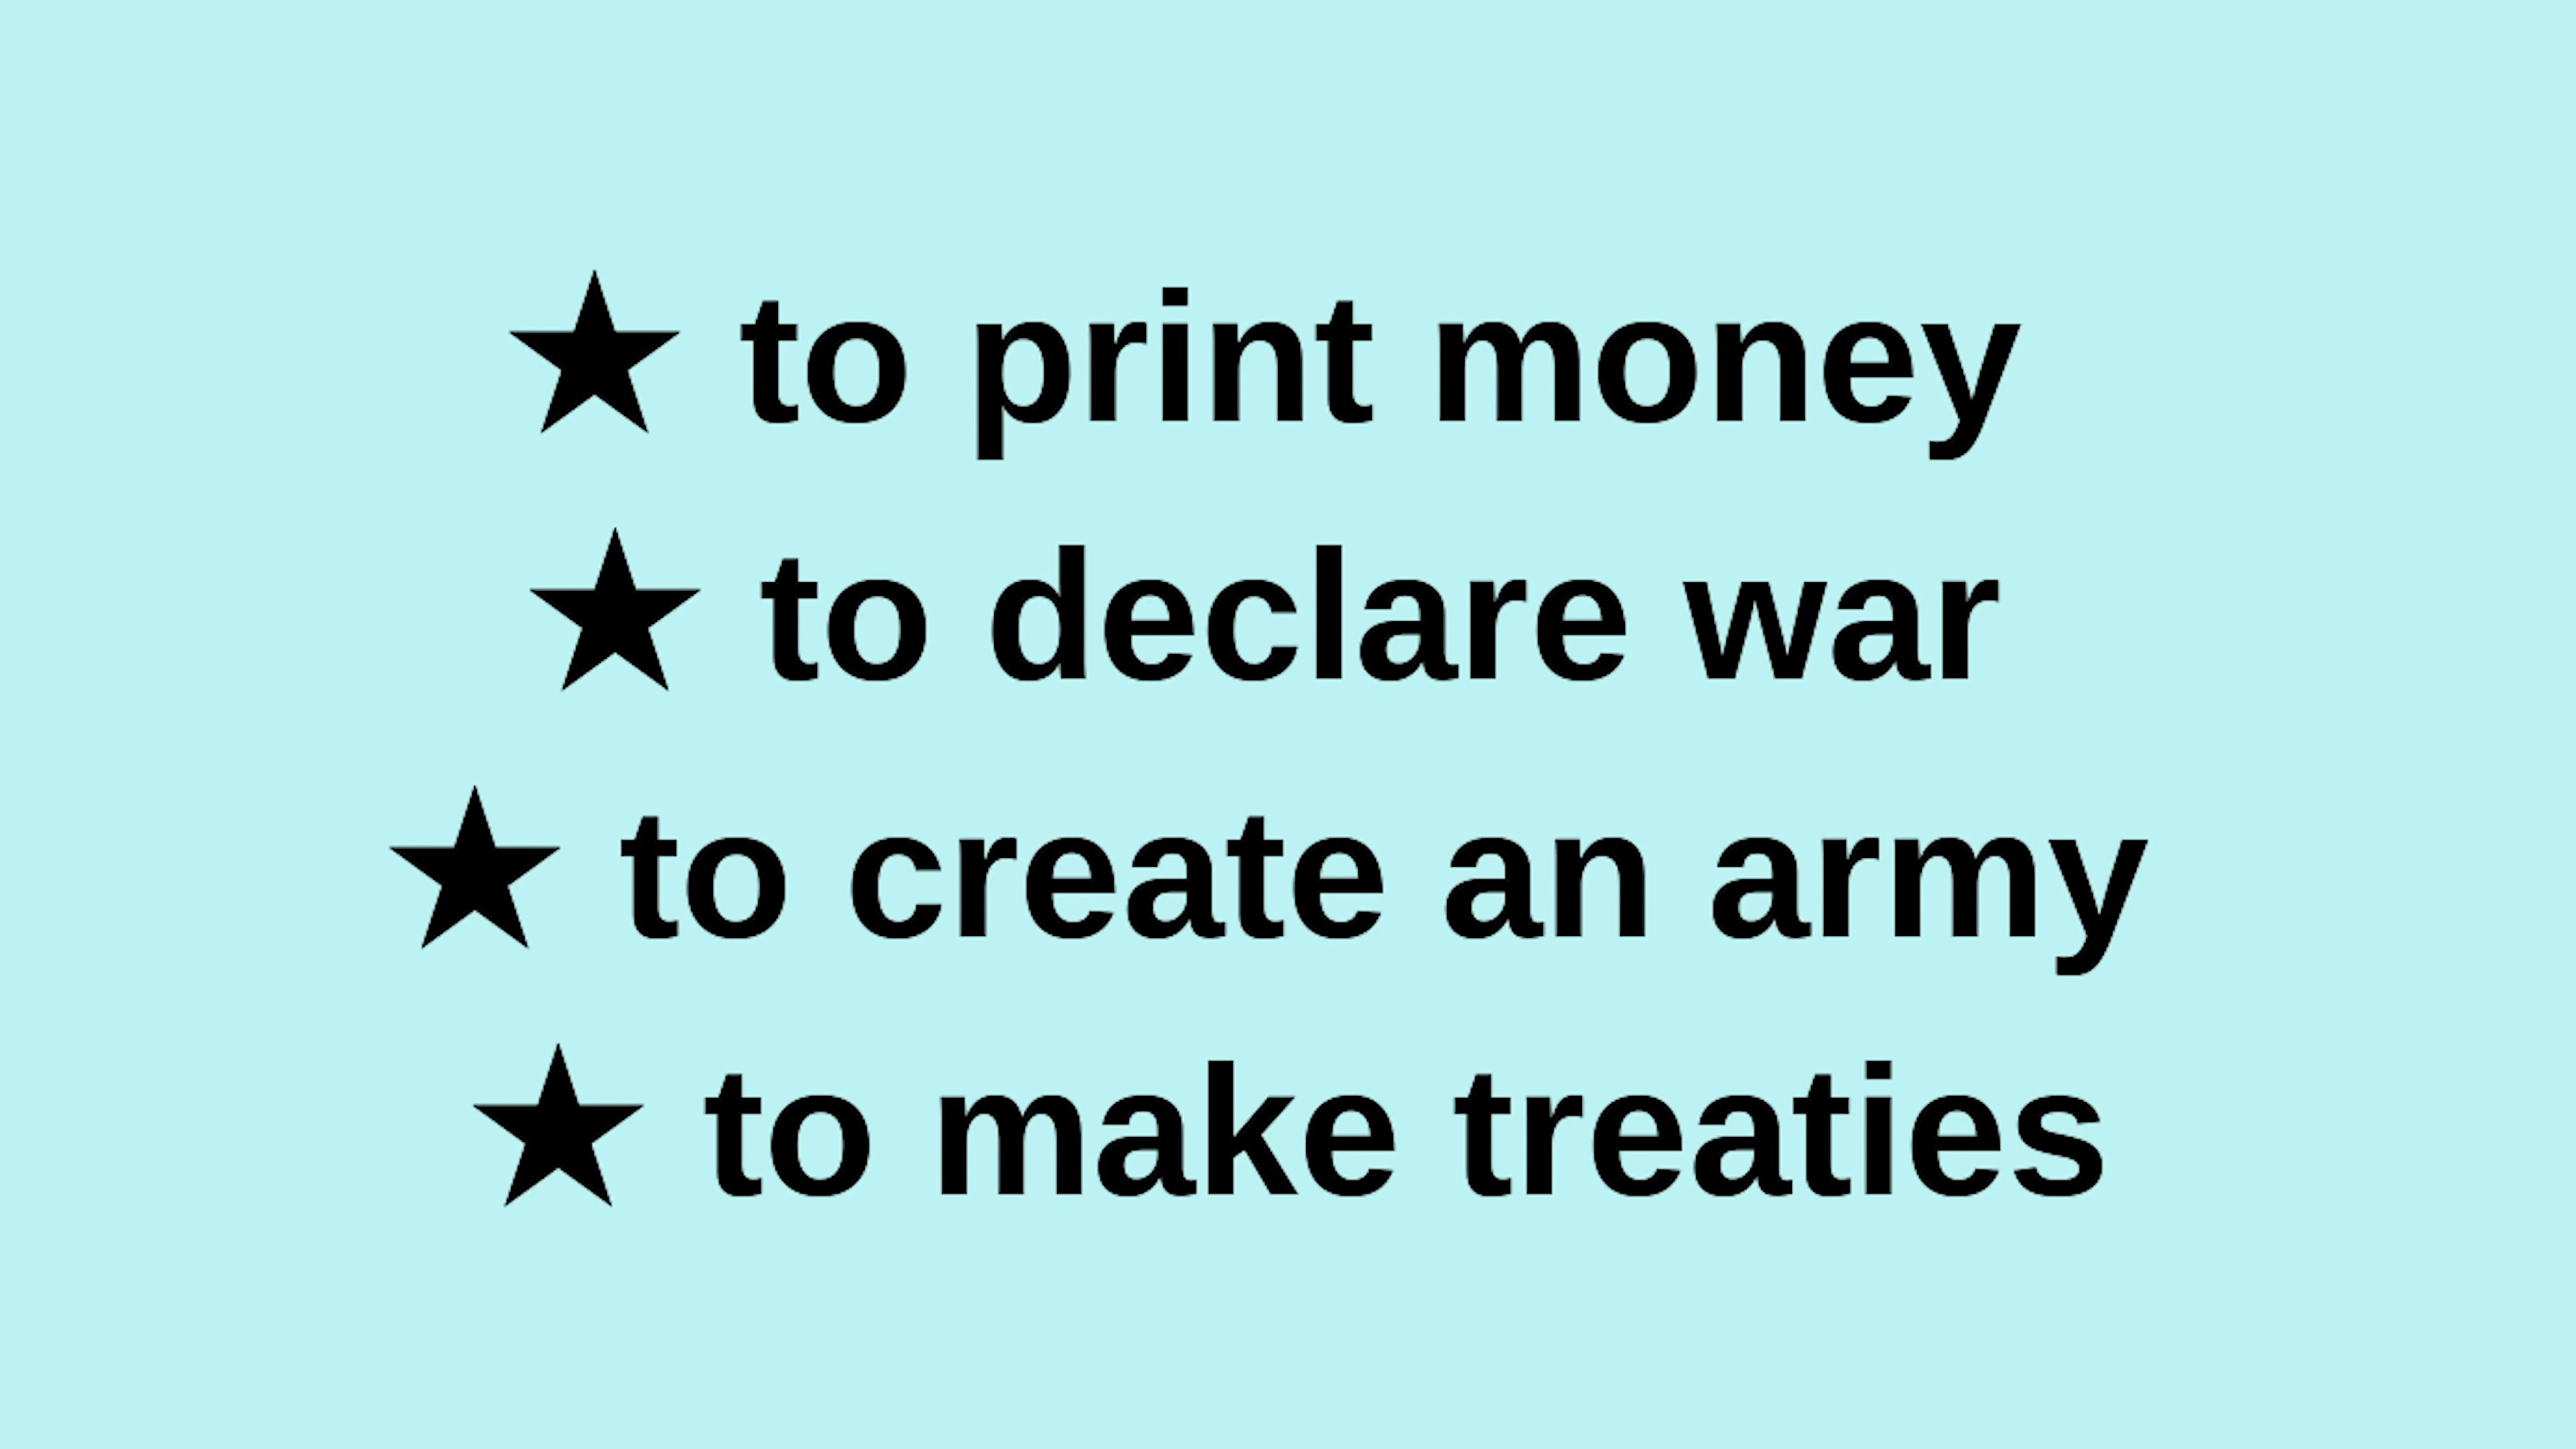 ★ to print money
★ to declare war
★ to create an army
★ to make treaties